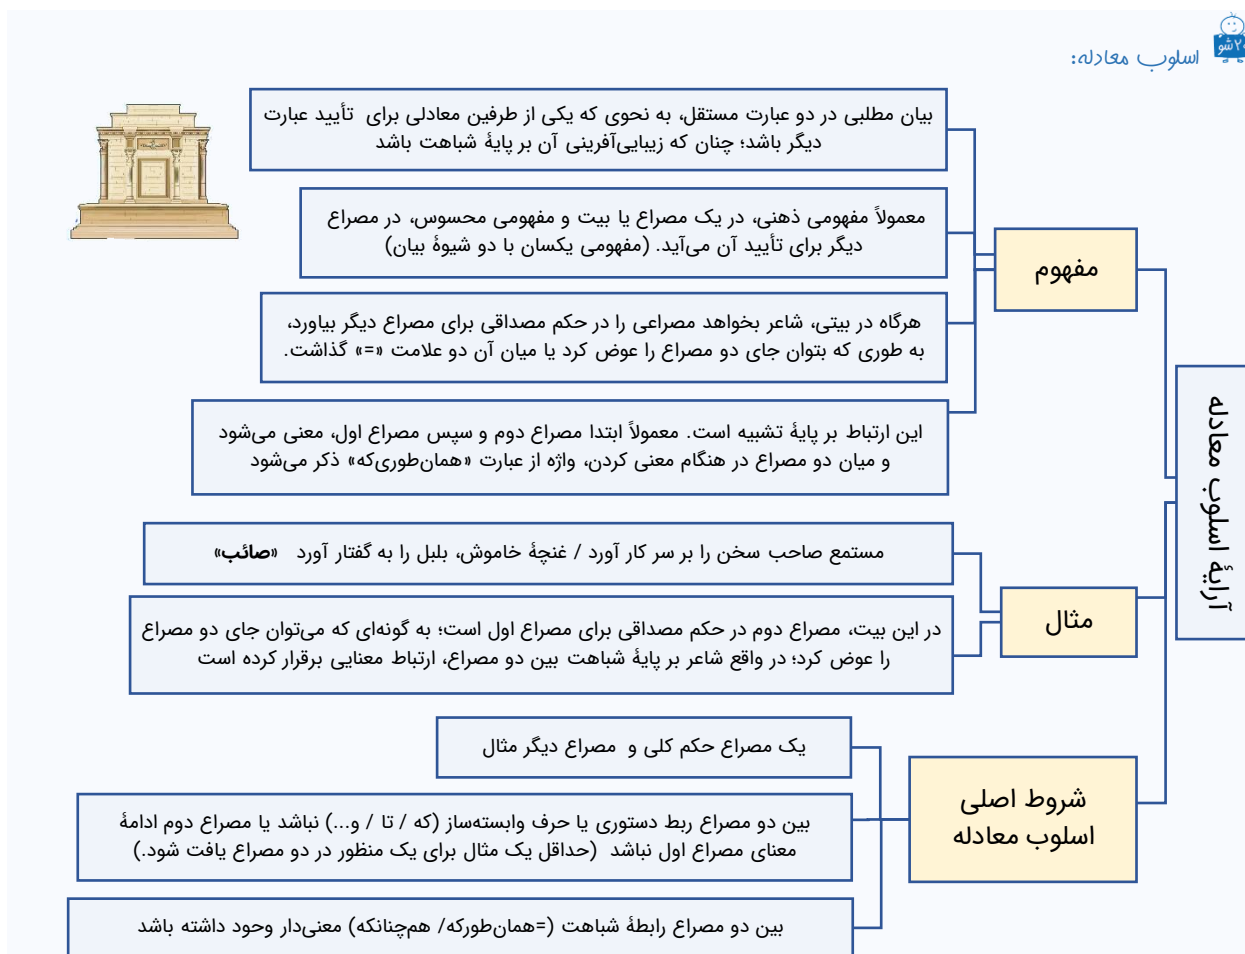 ۲۰شو
اسلوب معادله:
بیان مطلبی در دو عبارت مستقل، به نحوی که یکی از طرفین معادلی برای تأیید عبارت
دیگر باشد؛ چنان که زیبایی‌آفرینی آن بر پایهٔ شباهت باشد
معمولاً مفهومی ذهنی، در یک مصراع یا بیت و مفهومی محسوس، در مصراع
دیگر برای تأیید آن می‌آید. (مفهومی یکسان با دو شیوهٔ بیان)
مفهوم
هرگاه در بیتی، شاعر بخواهد مصراعی را در حکم مصداقی برای مصراع دیگر بیاورد،
به طوری که بتوان جای دو مصراع را عوض کرد یا میان آن دو علامت «=» گذاشت.
این ارتباط بر پایهٔ تشبیه است. معمولاً ابتدا مصراع دوم و سپس مصراع اول، معنی می‌شود
و میان دو مصراع در هنگام معنی کردن، واژه از عبارت «همان‌طوری‌که» ذکر می‌شود
آرایهٔ اسلوب معادله
مستمع صاحب سخن را بر سر کار آورد / غنچهٔ خاموش، بلبل را به گفتار آورد «صائب»
مثال
در این بیت، مصراع دوم در حکم مصداقی برای مصراع اول است؛ به گونه‌ای که می‌توان جای دو مصراع
را عوض کرد؛ در واقع شاعر بر پایهٔ شباهت بین دو مصراع، ارتباط معنایی برقرار کرده است
یک مصراع حکم کلی و مصراع دیگر مثال
شروط اصلی
اسلوب معادله
بین دو مصراع ربط دستوری یا حرف وابسته‌ساز (که / تا / و...) نباشد یا مصراع دوم ادامهٔ
معنای مصراع اول نباشد (حداقل یک مثال برای یک منظور در دو مصراع یافت شود.)
بین دو مصراع رابطهٔ شباهت (=همان‌طورکه/ هم‌چنانکه) معنی‌دار وحود داشته باشد